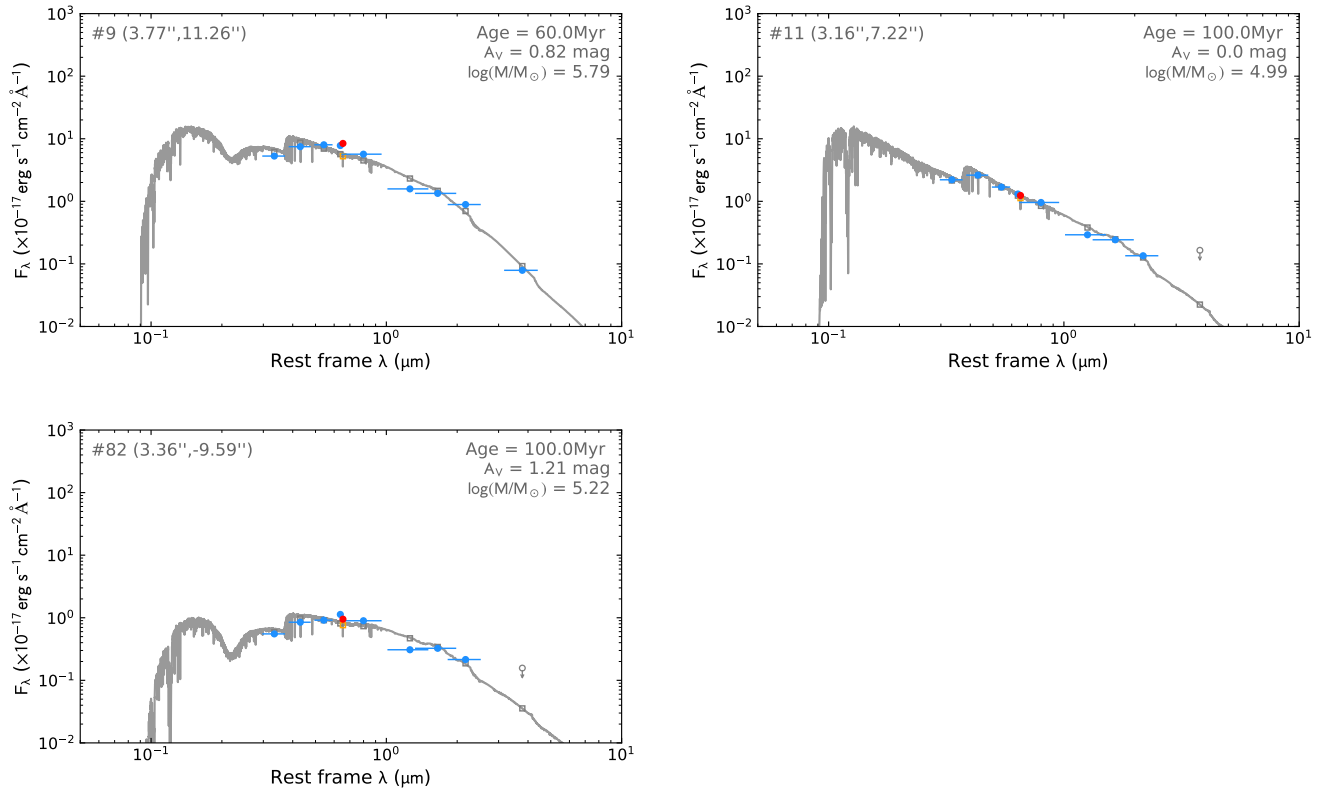 #9 (3.77'',11.26'')
Age = 60.0Myr
A_V = 0.82 mag
log(M/M_⊙) = 5.79
10^3
10^2
10^1
10^0
10^{-1}
10^{-2}
F_λ (×10^{-17} erg s^{-1} cm^{-2} Å^{-1})
10^{-1} 10^0 10^1
Rest frame λ (μm)
#11 (3.16'',7.22'')
Age = 100.0Myr
A_V = 0.0 mag
log(M/M_⊙) = 4.99
10^3
10^2
10^1
10^0
10^{-1}
10^{-2}
F_λ (×10^{-17} erg s^{-1} cm^{-2} Å^{-1})
10^{-1} 10^0 10^1
Rest frame λ (μm)
#82 (3.36'',-9.59'')
Age = 100.0Myr
A_V = 1.21 mag
log(M/M_⊙) = 5.22
10^3
10^2
10^1
10^0
10^{-1}
10^{-2}
F_λ (×10^{-17} erg s^{-1} cm^{-2} Å^{-1})
10^{-1} 10^0 10^1
Rest frame λ (μm)